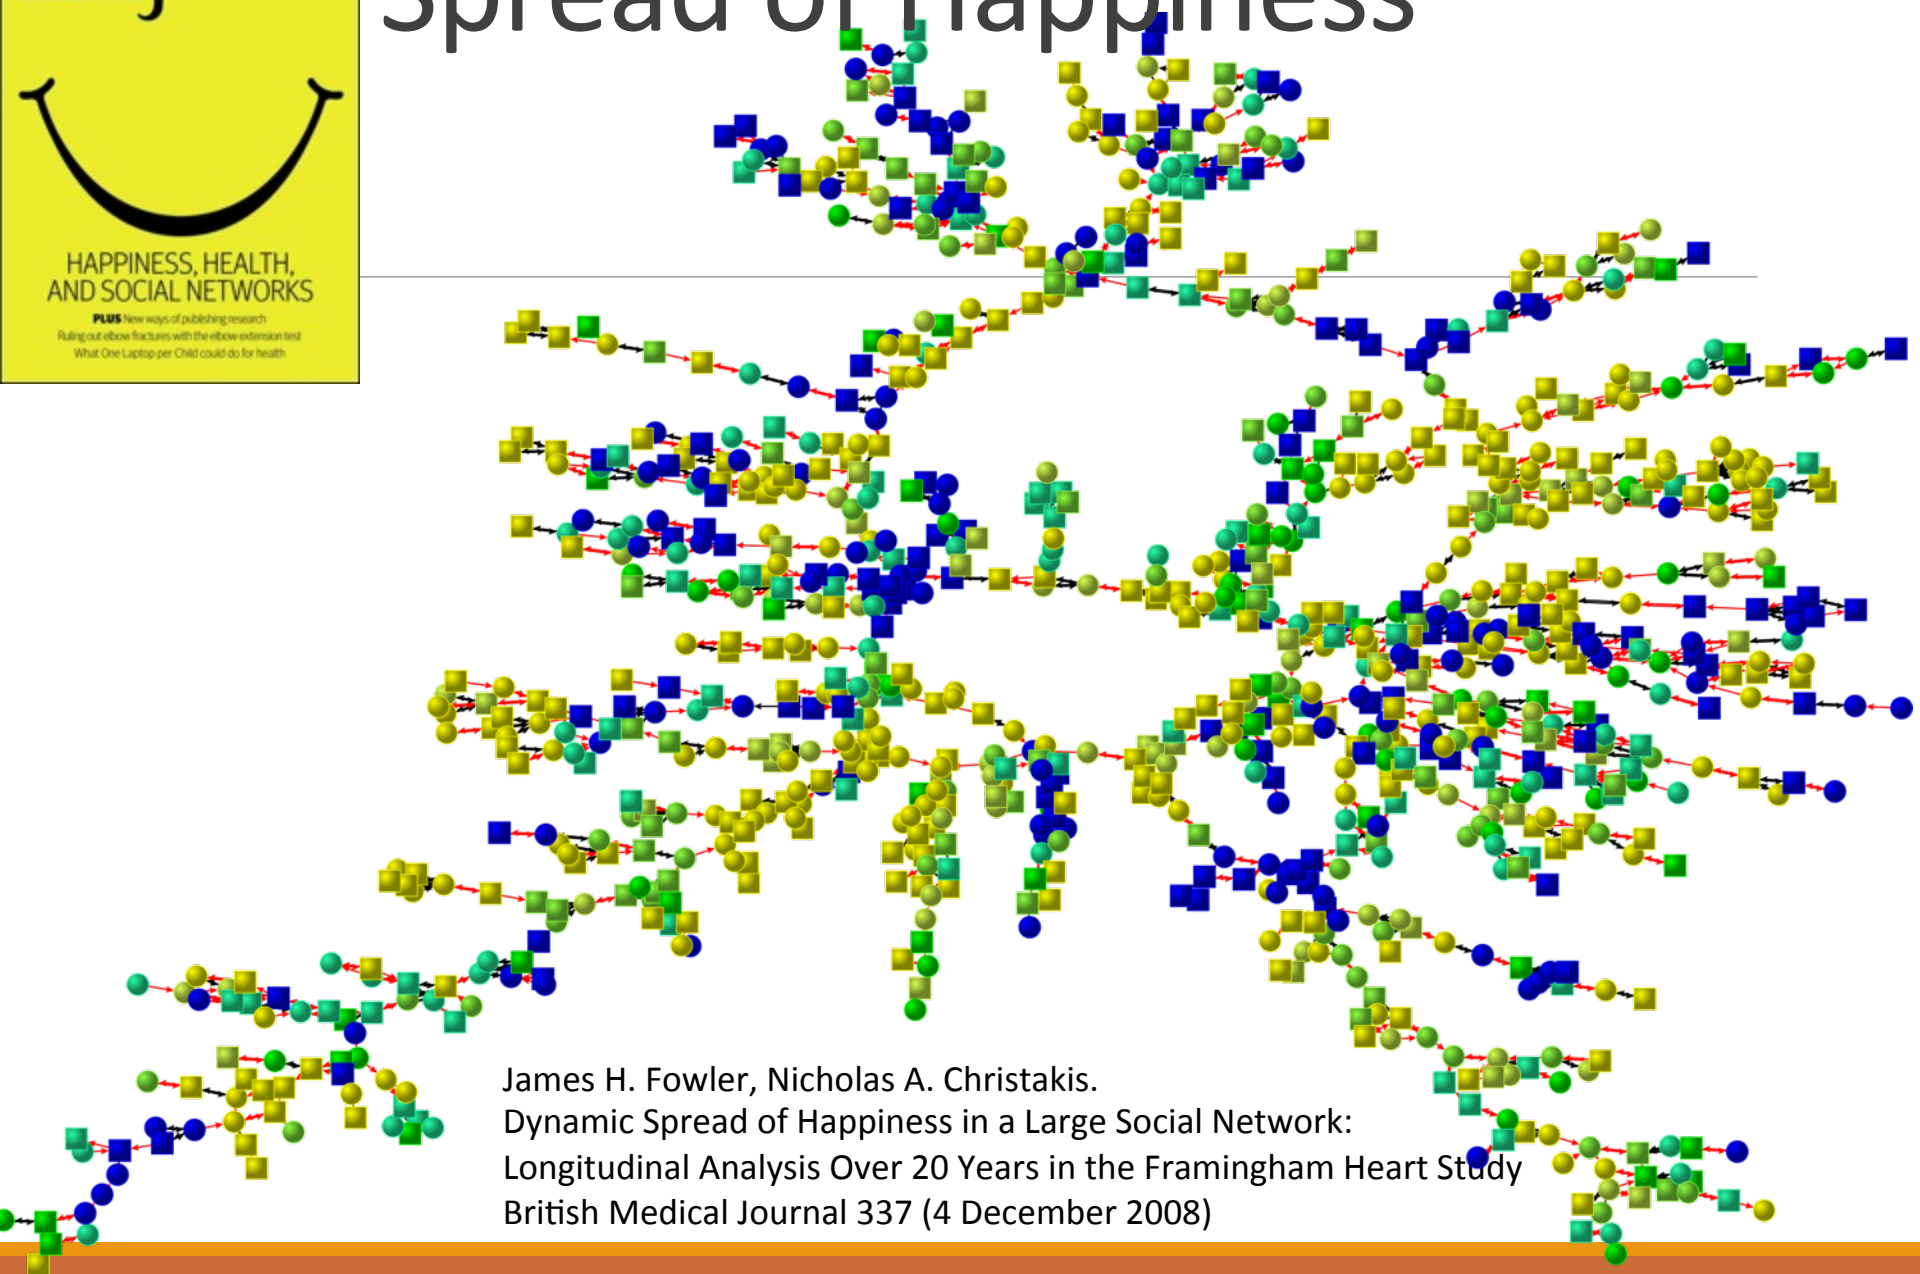 Spread of Happiness
HAPPINESS, HEALTH,
AND SOCIAL NETWORKS
PLUS New ways of publishing research
Ruling out elbow fractures with the elbow extension test
What One Laptop per Child could do for health
James H. Fowler, Nicholas A. Christakis.
Dynamic Spread of Happiness in a Large Social Network:
Longitudinal Analysis Over 20 Years in the Framingham Heart Study
British Medical Journal 337 (4 December 2008)